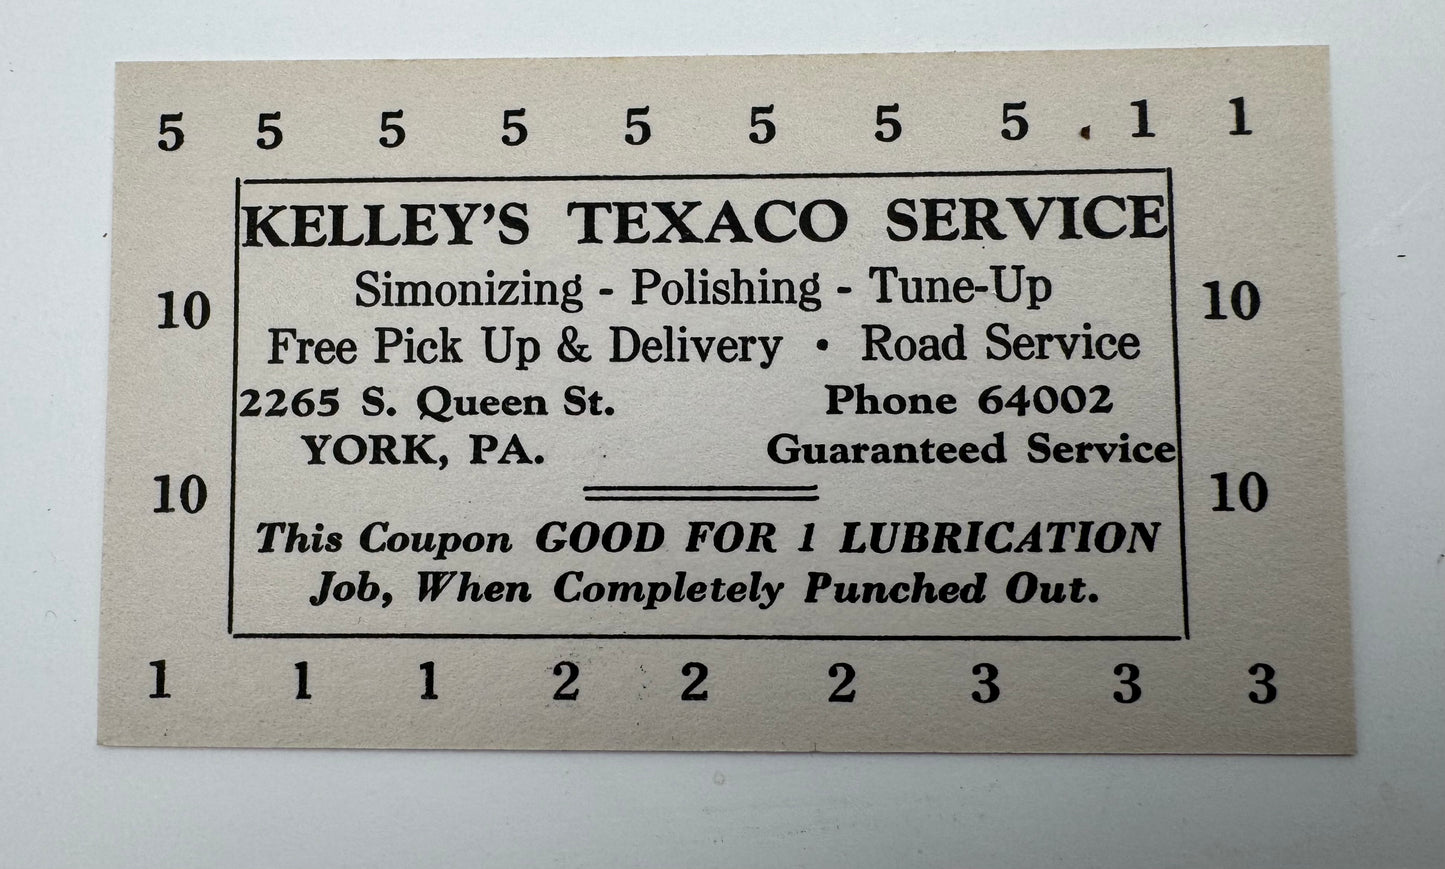 5 5 5 5 5 5 5 5 1 1
KELLEY'S TEXACO SERVICE
Simonizing - Polishing - Tune-Up
10 10
Free Pick Up & Delivery • Road Service
2265 S. Queen St. Phone 64002
YORK, PA. Guaranteed Service
10 10
This Coupon GOOD FOR 1 LUBRICATION
Job, When Completely Punched Out.
1 1 1 2 2 2 3 3 3